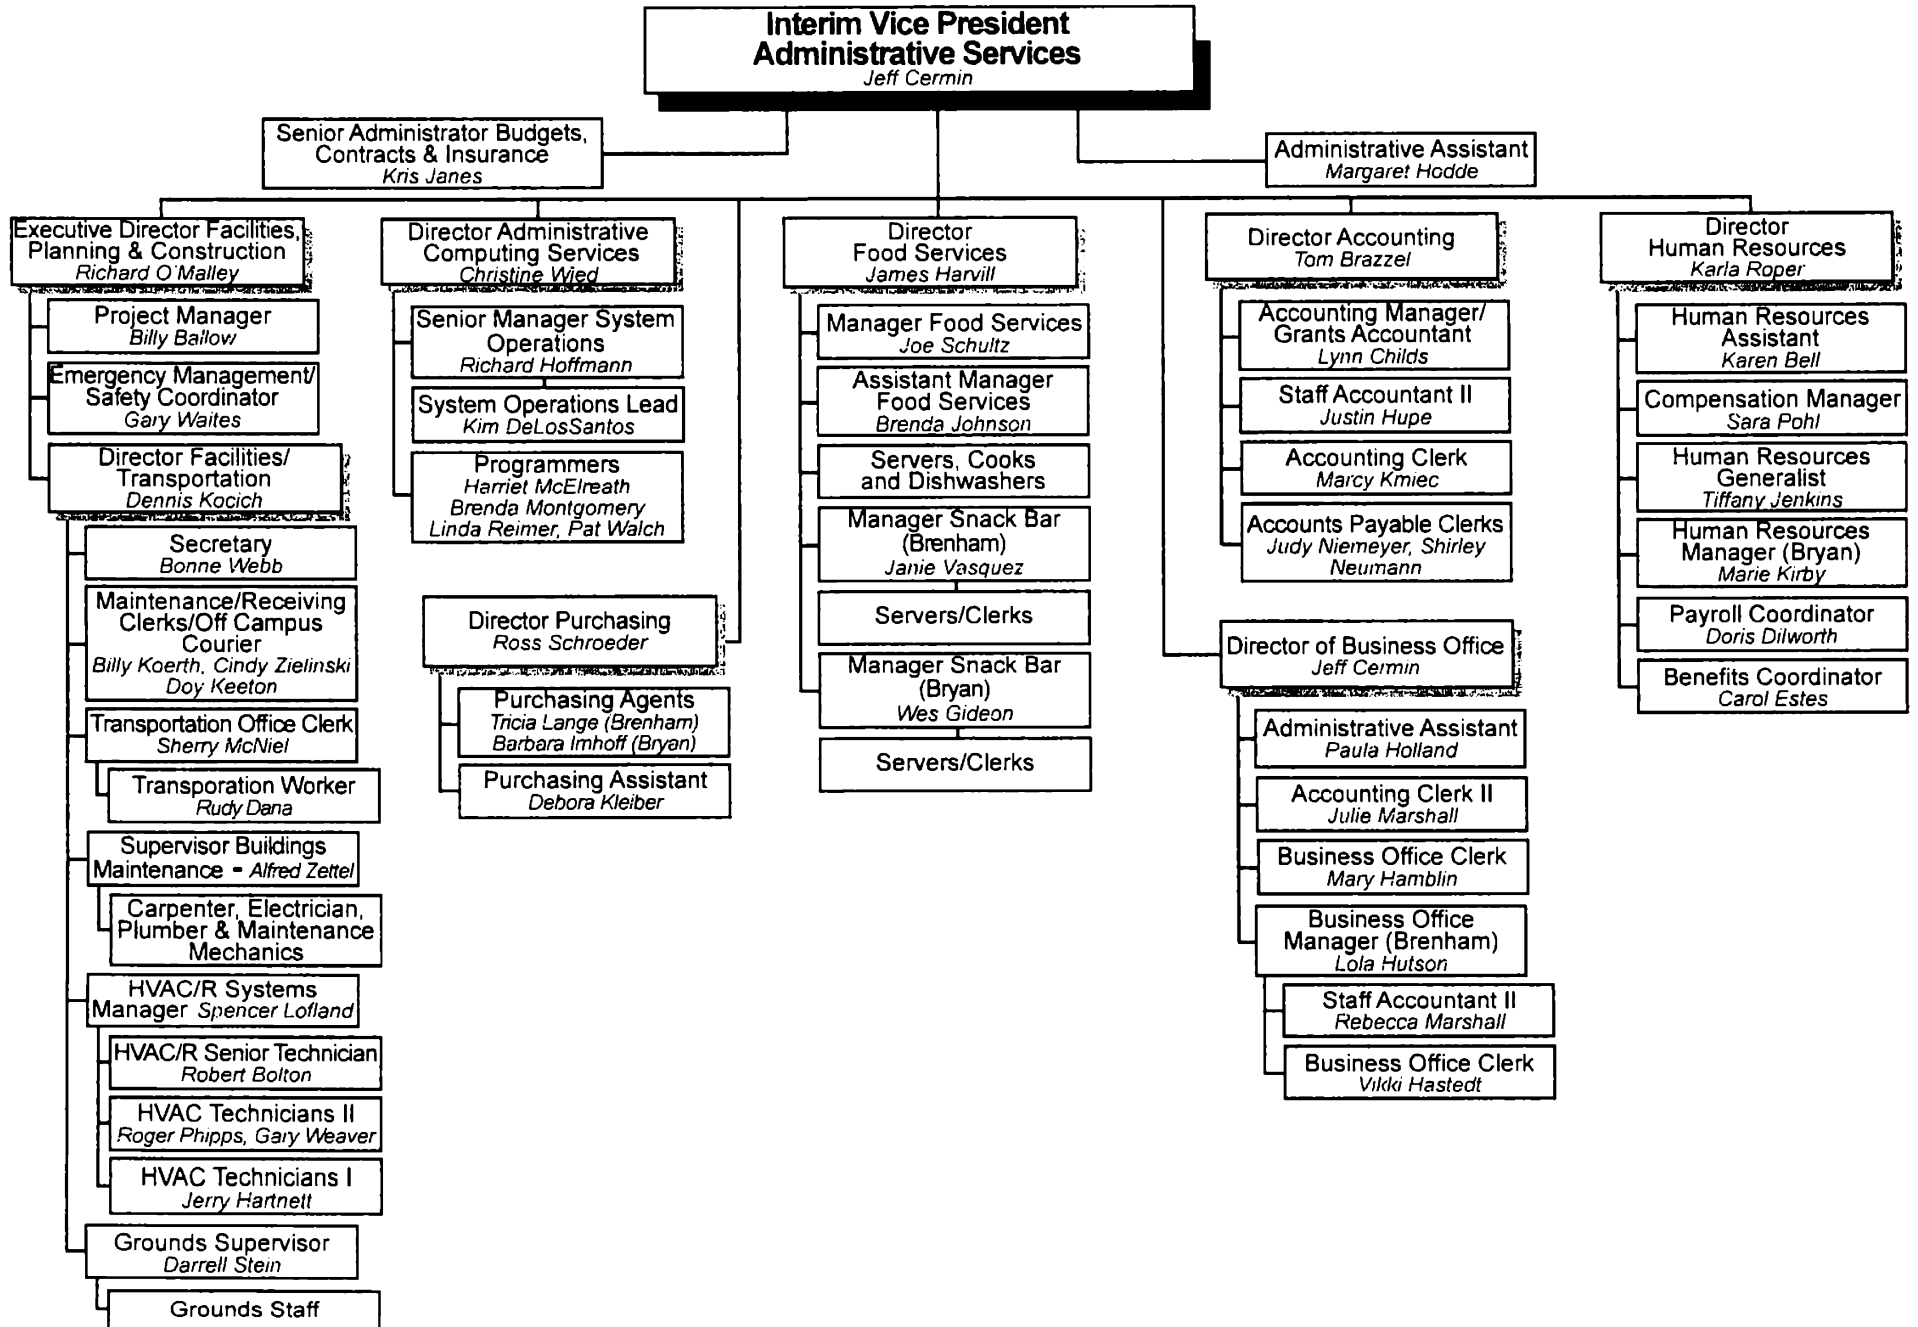 Interim Vice President
Administrative Services
Jeff Cermin
Senior Administrator Budgets,
Contracts & Insurance
Kris Janes
Administrative Assistant
Margaret Hodde
Executive Director Facilities,
Planning & Construction
Richard O'Malley
Project Manager
Billy Ballow
Emergency Management/
Safety Coordinator
Gary Waites
Director Facilities/
Transportation
Dennis Kocich
Secretary
Bonne Webb
Maintenance/Receiving
Clerks/Off Campus
Courier
Billy Koerth, Cindy Zielinski
Doy Keeton
Transportation Office Clerk
Sherry McNiel
Transporation Worker
Rudy Dana
Supervisor Buildings
Maintenance - Alfred Zettel
Carpenter, Electrician,
Plumber & Maintenance
Mechanics
HVAC/R Systems
Manager Spencer Lofland
HVAC/R Senior Technician
Robert Bolton
HVAC Technicians II
Roger Phipps, Gary Weaver
HVAC Technicians I
Jerry Hartnett
Grounds Supervisor
Darrell Stein
Grounds Staff
Director Administrative
Computing Services
Christine Wied
Senior Manager System
Operations
Richard Hoffmann
System Operations Lead
Kim DeLosSantos
Programmers
Harriet McElreath
Brenda Montgomery
Linda Reimer, Pat Walch
Director Purchasing
Ross Schroeder
Purchasing Agents
Tricia Lange (Brenham)
Barbara Imhoff (Bryan)
Purchasing Assistant
Debora Kleiber
Director
Food Services
James Harvill
Manager Food Services
Joe Schultz
Assistant Manager
Food Services
Brenda Johnson
Servers, Cooks
and Dishwashers
Manager Snack Bar
(Brenham)
Janie Vasquez
Servers/Clerks
Manager Snack Bar
(Bryan)
Wes Gideon
Servers/Clerks
Director Accounting
Tom Brazzel
Accounting Manager/
Grants Accountant
Lynn Childs
Staff Accountant II
Justin Hupe
Accounting Clerk
Marcy Kmiec
Accounts Payable Clerks
Judy Niemeyer, Shirley
Neumann
Director of Business Office
Jeff Cermin
Administrative Assistant
Paula Holland
Accounting Clerk II
Julie Marshall
Business Office Clerk
Mary Hamblin
Business Office
Manager (Brenham)
Lola Hutson
Staff Accountant II
Rebecca Marshall
Business Office Clerk
Vikki Hastedt
Director
Human Resources
Karla Roper
Human Resources
Assistant
Karen Bell
Compensation Manager
Sara Pohl
Human Resources
Generalist
Tiffany Jenkins
Human Resources
Manager (Bryan)
Marie Kirby
Payroll Coordinator
Doris Dilworth
Benefits Coordinator
Carol Estes